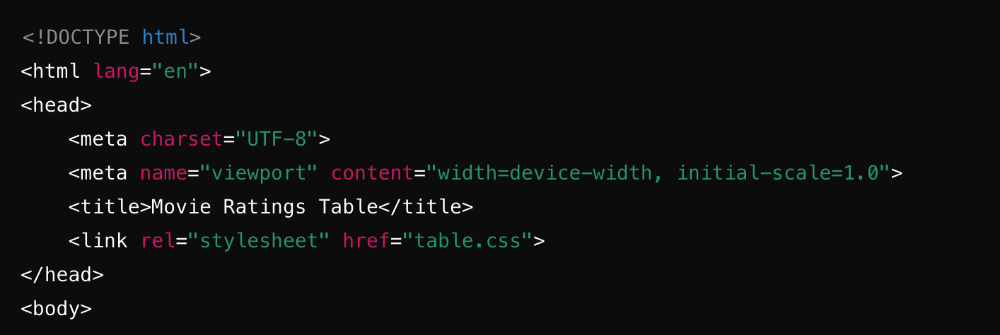 <!DOCTYPE html>
<html lang="en">
<head>
    <meta charset="UTF-8">
    <meta name="viewport" content="width=device-width, initial-scale=1.0">
    <title>Movie Ratings Table</title>
    <link rel="stylesheet" href="table.css">
</head>
<body>